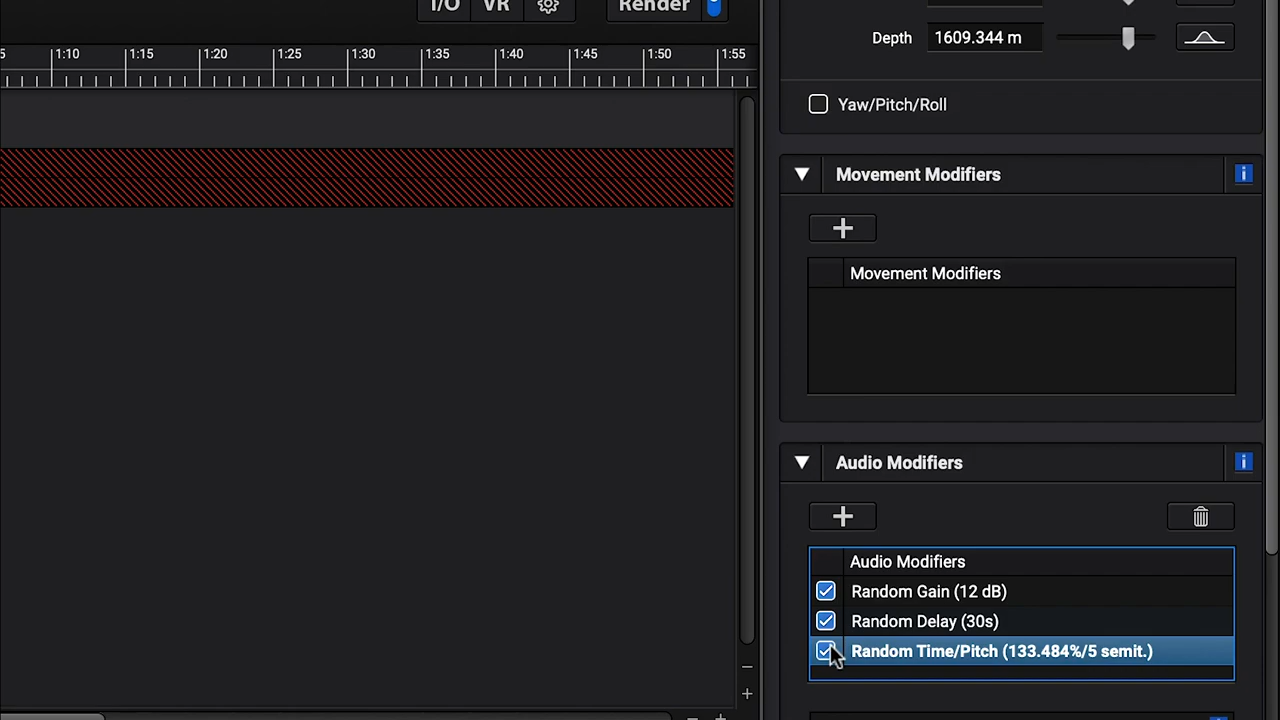 I/O VR Render
1:10 1:15 1:20 1:25 1:30 1:35 1:40 1:45 1:50 1:55
Depth 1609.344 m
Yaw/Pitch/Roll
Movement Modifiers i
+
Movement Modifiers
Audio Modifiers i
+
Audio Modifiers
Random Gain (12 dB)
Random Delay (30s)
Random Time/Pitch (133.484%/5 semit.)